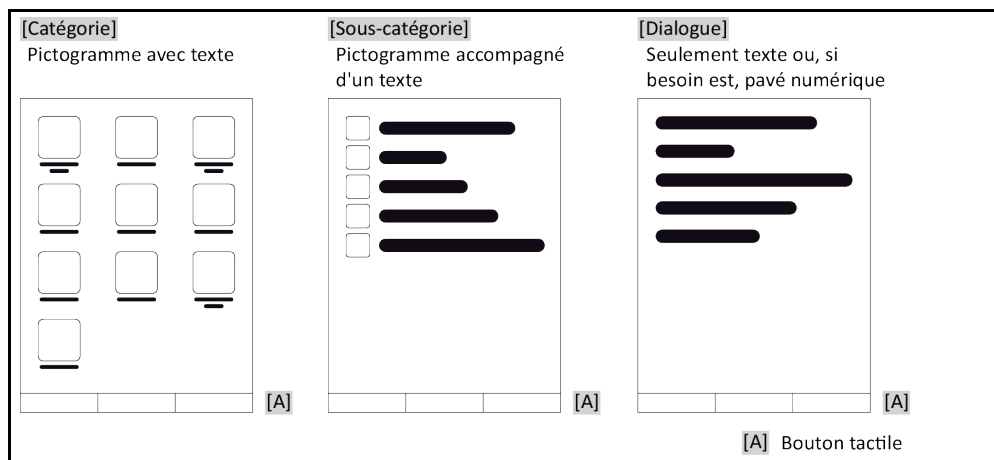 [Catégorie]
Pictogramme avec texte
[Sous-catégorie]
Pictogramme accompagné
d'un texte
[Dialogue]
Seulement texte ou, si
besoin est, pavé numérique
[A]
[A]
[A]
[A] Bouton tactile